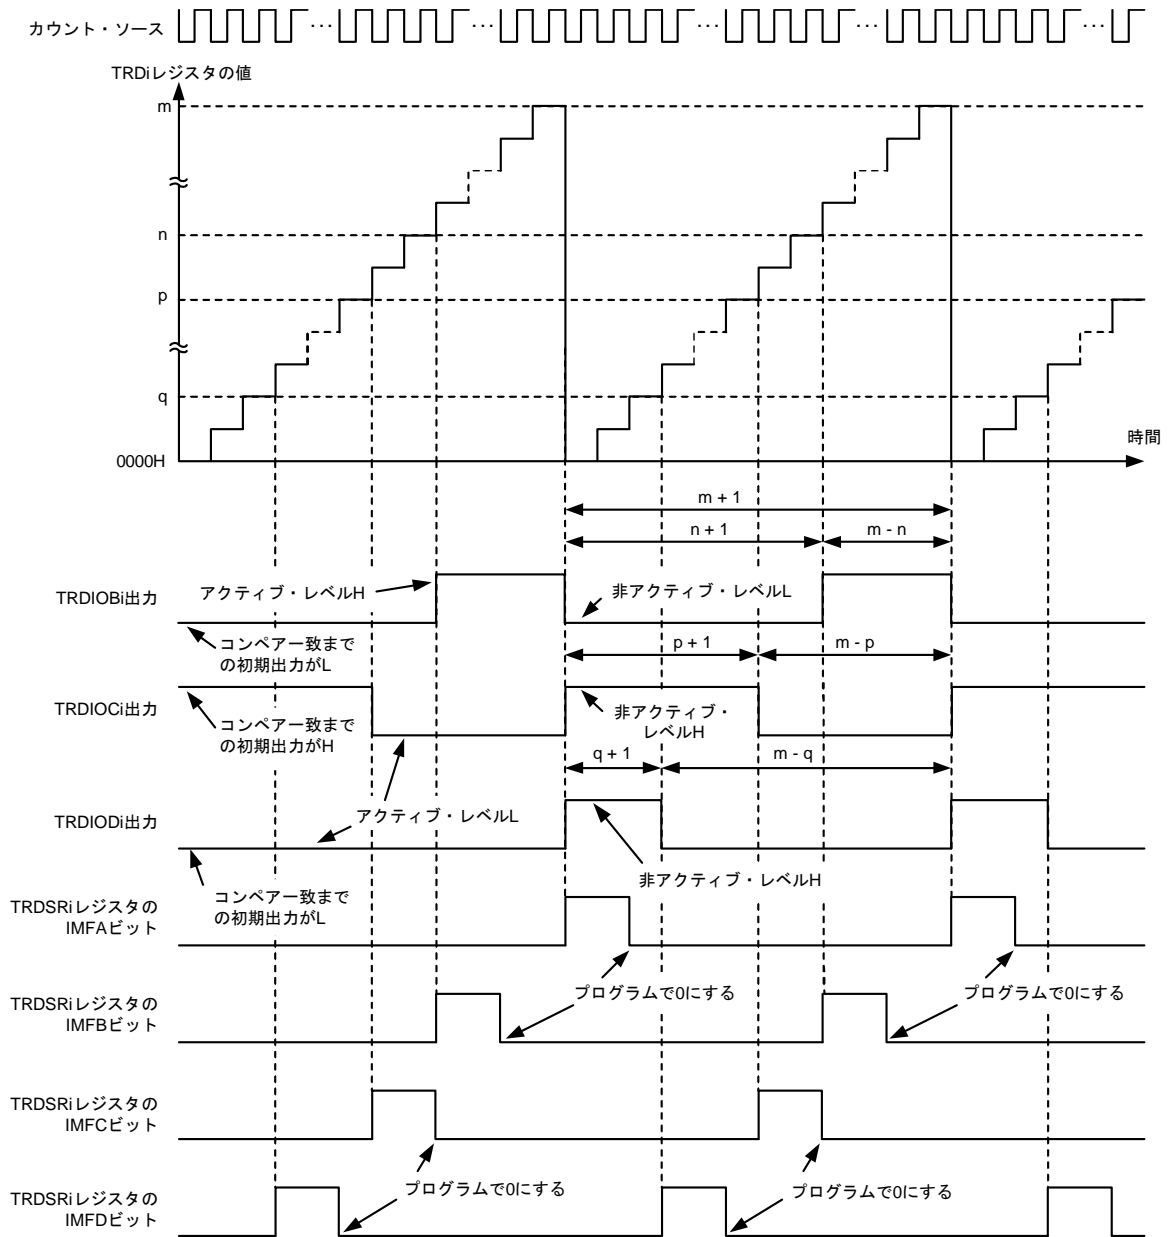 カウント・ソース
TRDiレジスタの値
m
n
p
q
0000H
時間
m + 1
n + 1
m - n
TRDIOBi出力
アクティブ・レベルH
非アクティブ・レベルL
コンペアー致まで
の初期出力がL
p + 1
m - p
TRDIOCi出力
コンペアー致まで
の初期出力がH
非アクティブ・
レベルH
q + 1
m - q
TRDIODi出力
アクティブ・レベルL
コンペアー致まで
の初期出力がL
非アクティブ・レベルH
TRDSRiレジスタの
IMFAビット
プログラムで0にする
プログラムで0にする
TRDSRiレジスタの
IMFBビット
TRDSRiレジスタの
IMFCビット
プログラムで0にする
プログラムで0にする
TRDSRiレジスタの
IMFDビット